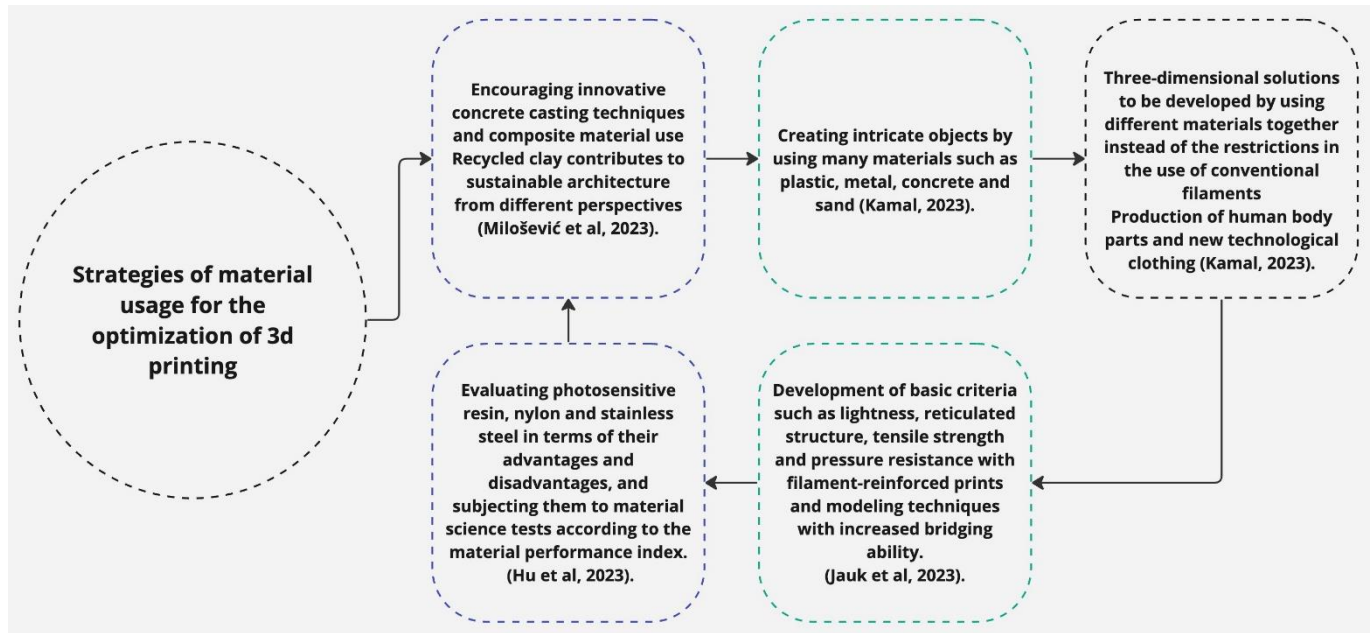 Strategies of material
usage for the
optimization of 3d
printing
Encouraging innovative
concrete casting techniques
and composite material use
Recycled clay contributes to
sustainable architecture
from different perspectives
(Milošević et al, 2023).
Creating intricate objects by
using many materials such as
plastic, metal, concrete and
sand (Kamal, 2023).
Three-dimensional solutions
to be developed by using
different materials together
instead of the restrictions in
the use of conventional
filaments
Production of human body
parts and new technological
clothing (Kamal, 2023).
Development of basic criteria
such as lightness, reticulated
structure, tensile strength
and pressure resistance with
filament-reinforced prints
and modeling techniques
with increased bridging
ability.
(Jauk et al, 2023).
Evaluating photosensitive
resin, nylon and stainless
steel in terms of their
advantages and
disadvantages, and
subjecting them to material
science tests according to the
material performance index.
(Hu et al, 2023).